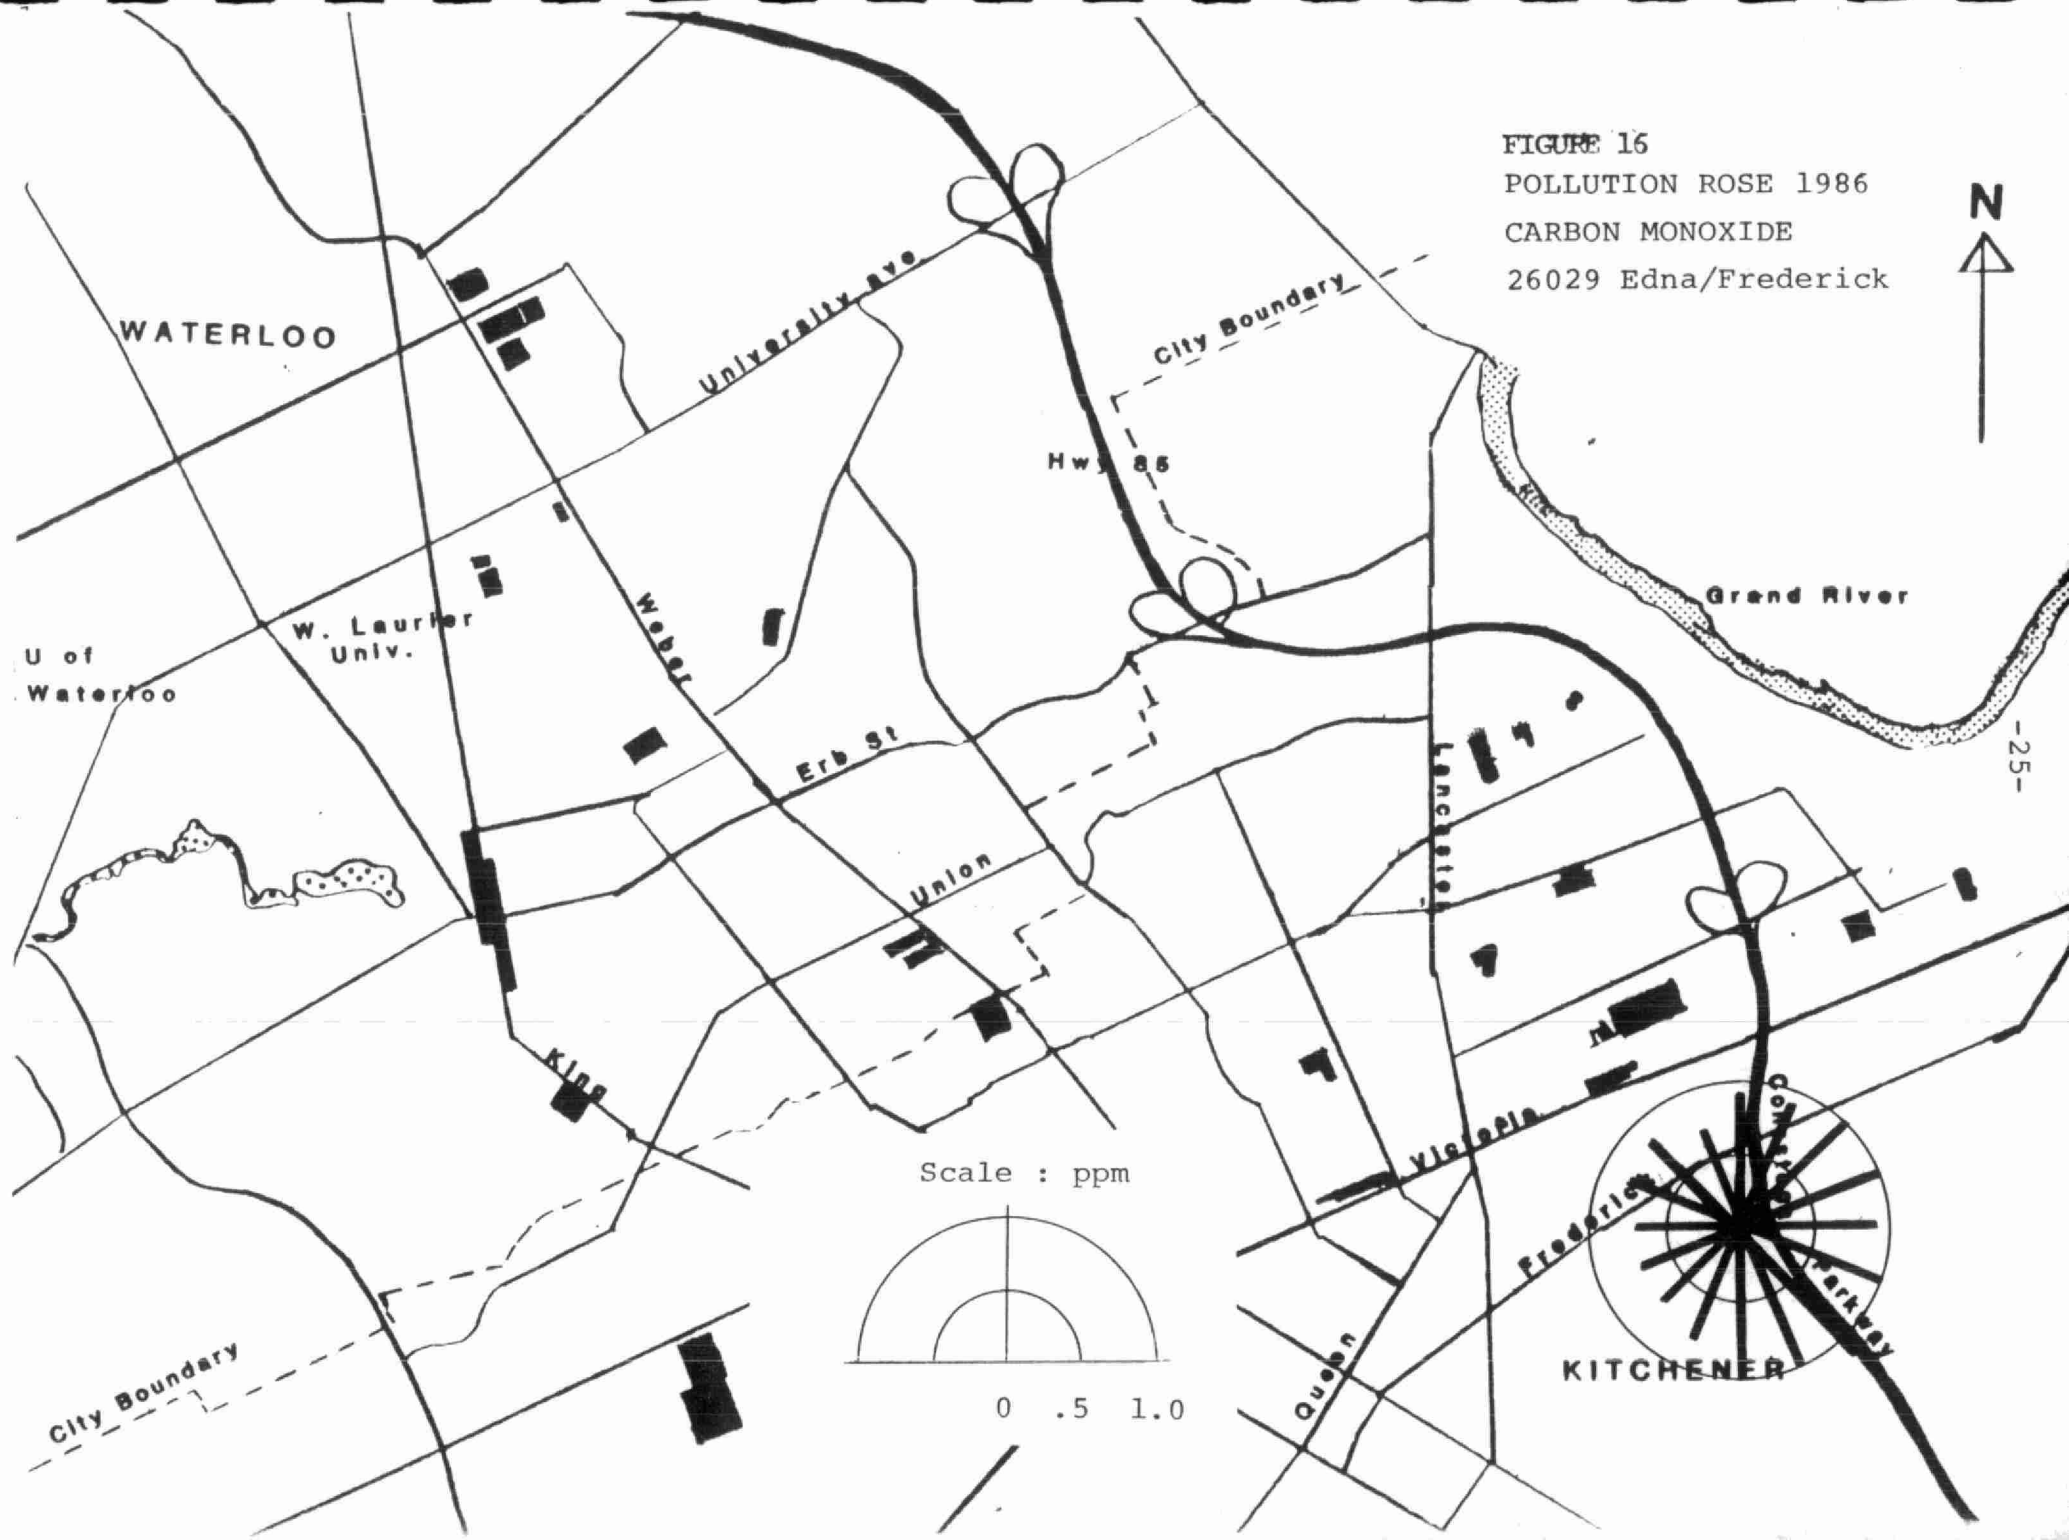 FIGURE 16
POLLUTION ROSE 1986
CARBON MONOXIDE
26029 Edna/Frederick
N
WATERLOO
University ave.
City Boundary
Hwy 85
Grand River
W. Laurier
Univ.
U of
Waterloo
Weber
Erb St
Lancaster
-25-
Union
King
Victoria
Scale : ppm
0 .5 1.0
Frederick
Parkway
Queen
KITCHENER
City Boundary